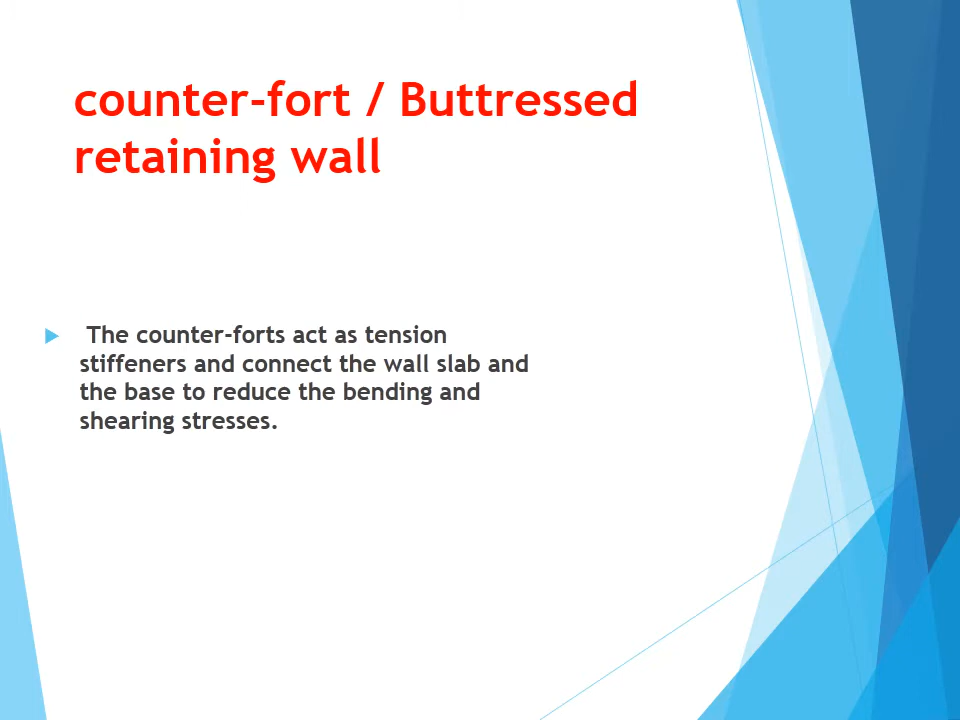 counter-fort / Buttressed
retaining wall
The counter-forts act as tension
stiffeners and connect the wall slab and
the base to reduce the bending and
shearing stresses.